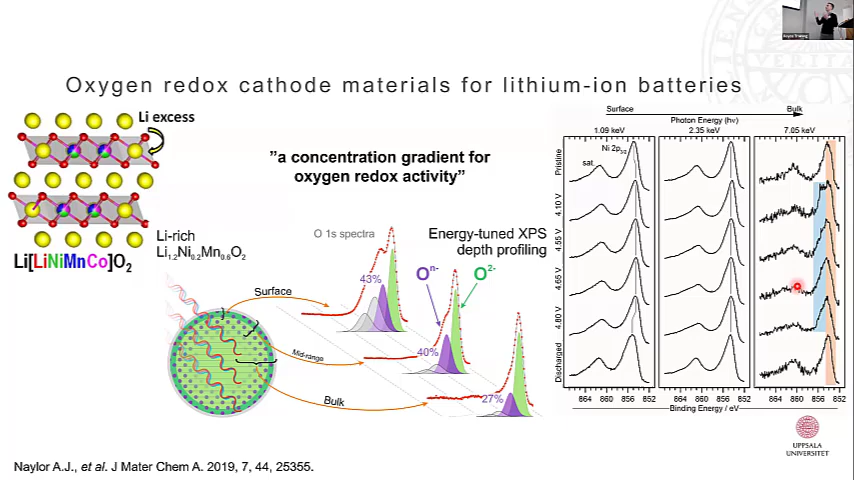 Oxygen redox cathode materials for lithium-ion batteries
Li excess
Li[LiNiMnCo]O2
"a concentration gradient for
oxygen redox activity"
Li-rich
Li1.2Ni0.2Mn0.6O2
O 1s spectra
Energy-tuned XPS
depth profiling
On-
O2-
43%
40%
27%
Surface
Mid-range
Bulk
Surface
Bulk
Photon Energy (hν)
1.09 keV
2.35 keV
7.05 keV
Ni 2p3/2
sat.
Pristine
4.10 V
4.55 V
4.65 V
4.80 V
Discharged
864 860 856 852
864 860 856 852
864 860 856 852
Binding Energy / eV
UPPSALA
UNIVERSITET
Naylor A.J., et al. J Mater Chem A. 2019, 7, 44, 25355.